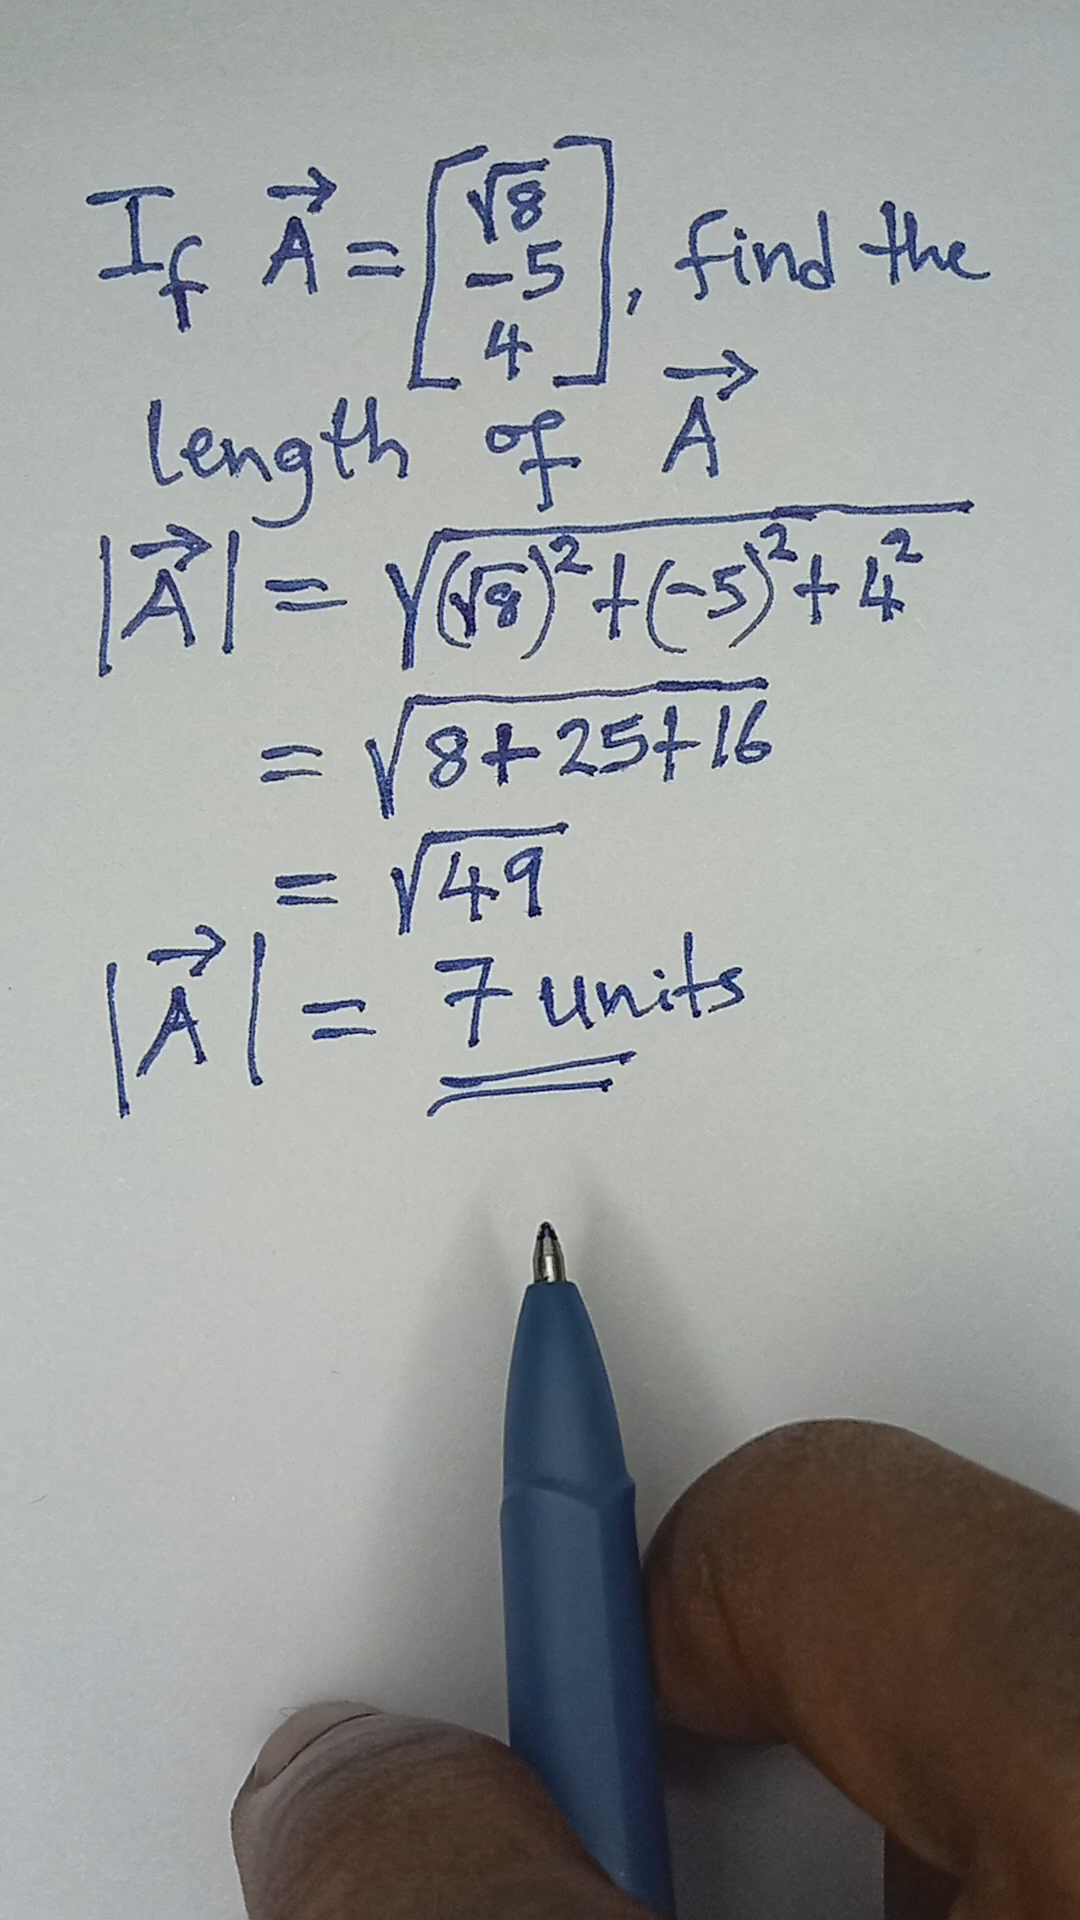 If A⃗ = [√8 -5 4], find the
length of A⃗
|A⃗| = √((√8)² + (-5)² + 4²)
= √(8 + 25 + 16)
= √49
|A⃗| = 7 units